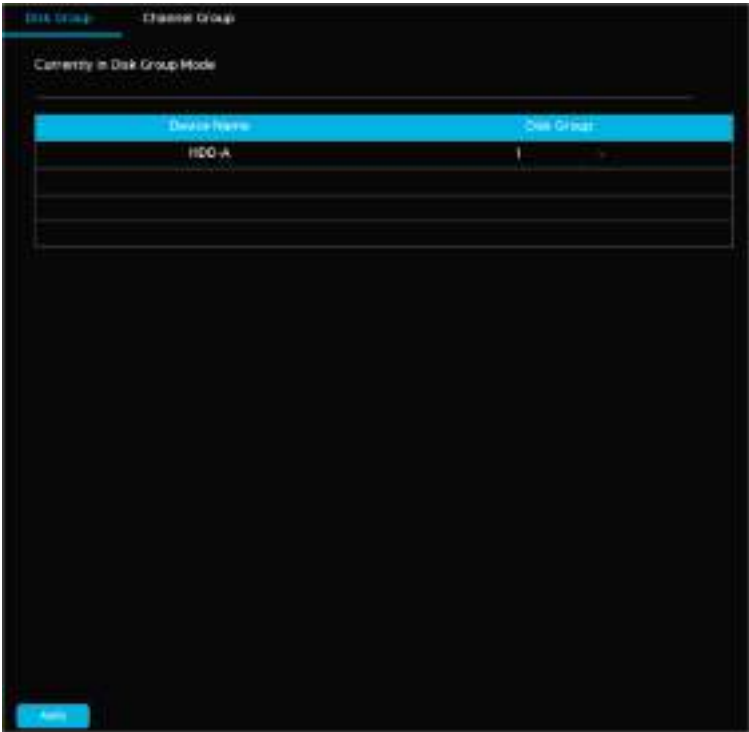 Disk Group Channel Group
Currently in Disk Group Mode
Device Name Disk Group
HDD-A 1
Apply